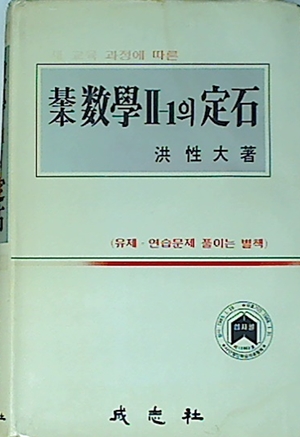 새 교육 과정에 따른
基本 数學Ⅱ-1의 定石
洪性大 著
(유제·연습문제 풀이는 별책)
成志社